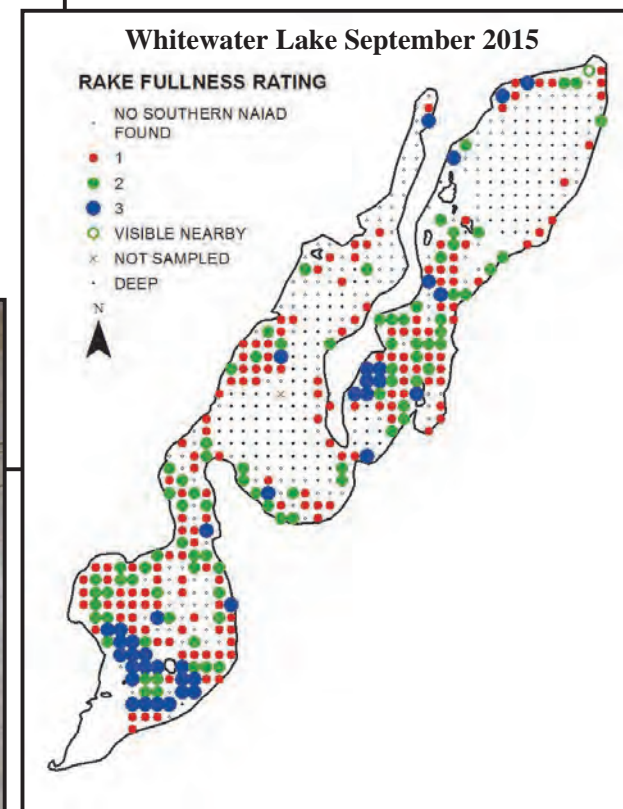 Whitewater Lake September 2015
RAKE FULLNESS RATING
NO SOUTHERN NAIAD
FOUND
1
2
3
VISIBLE NEARBY
NOT SAMPLED
DEEP
N